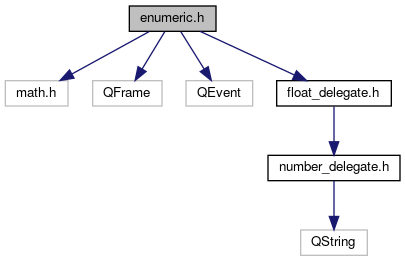 enumeric.h
math.h
QFrame
QEvent
float_delegate.h
number_delegate.h
QString